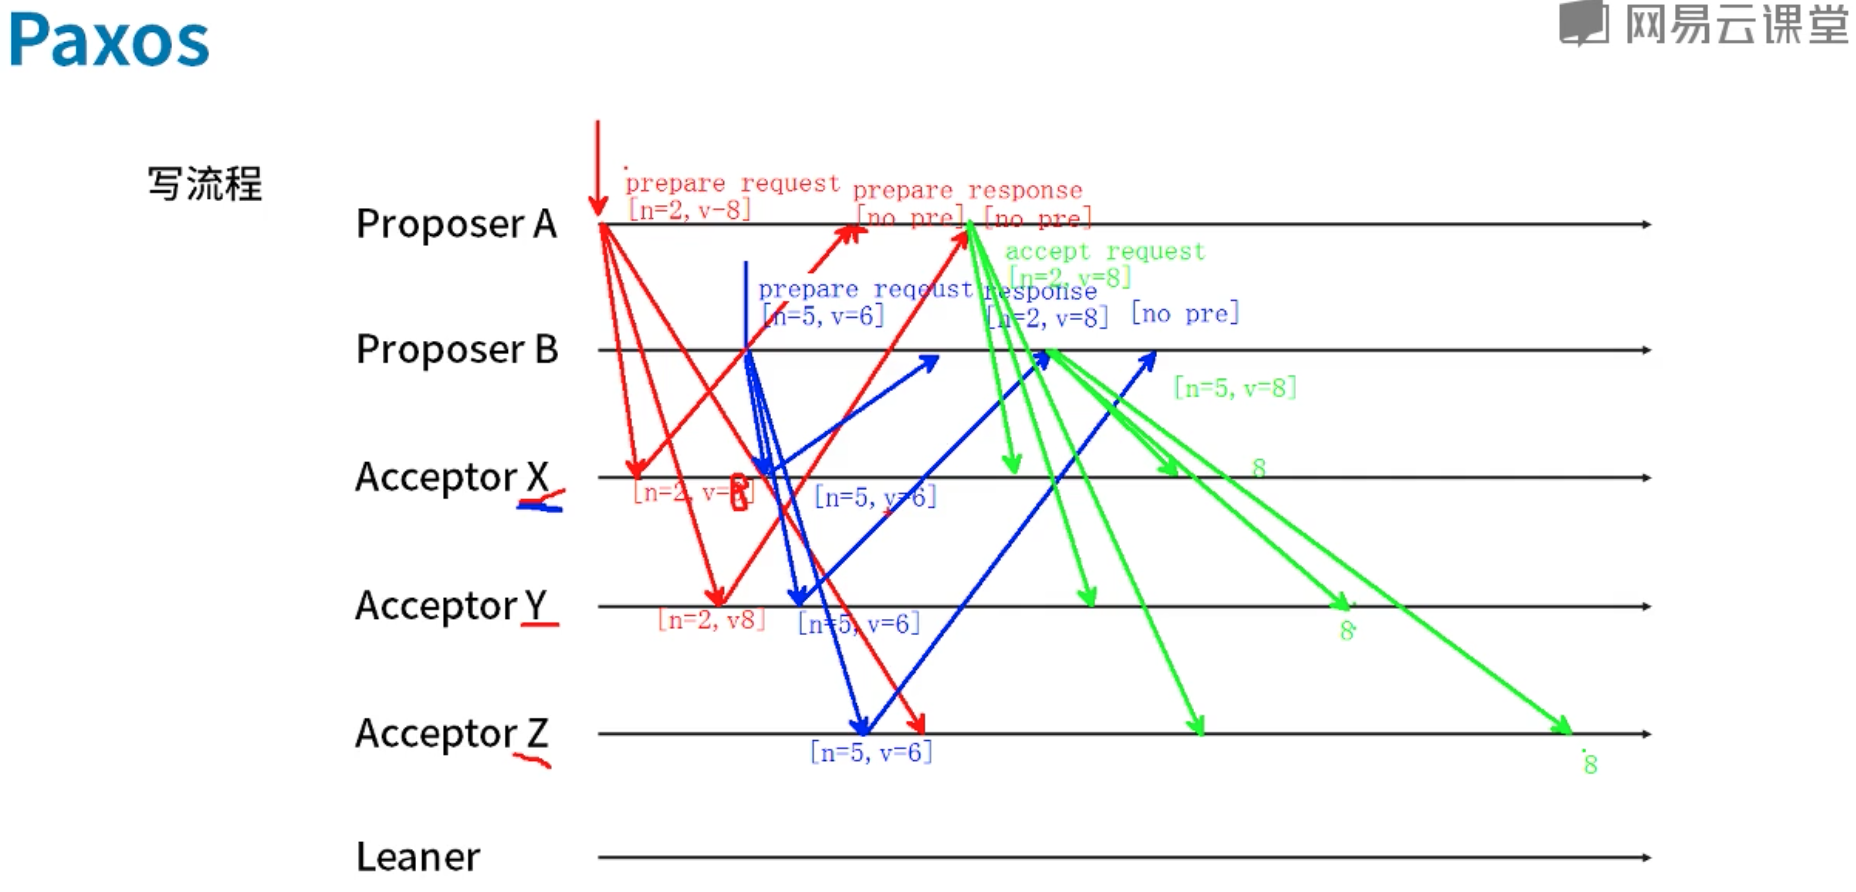 Paxos
网易云课堂
写流程
prepare request
[n=2,v-8]
prepare response
[no pre] [no pre]
Proposer A
accept request
[n=2,v=8]
prepare reqeust
[n=5,v=6]
response
[n=2,v=8] [no pre]
Proposer B
[n=5,v=8]
Acceptor X
8
[n=2,v=8]
[n=5,v=6]
Acceptor Y
[n=2,v8]
[n=5,v=6]
8
Acceptor Z
[n=5,v=6]
8
Leaner